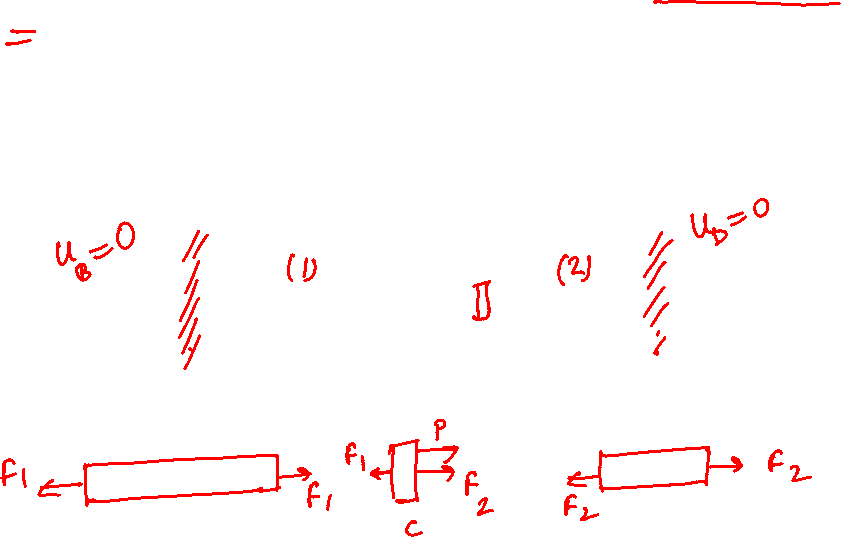 =
u_B = 0
(1)
(2)
u_D = 0
F1
F1
F1
P
F2
C
F2
F2